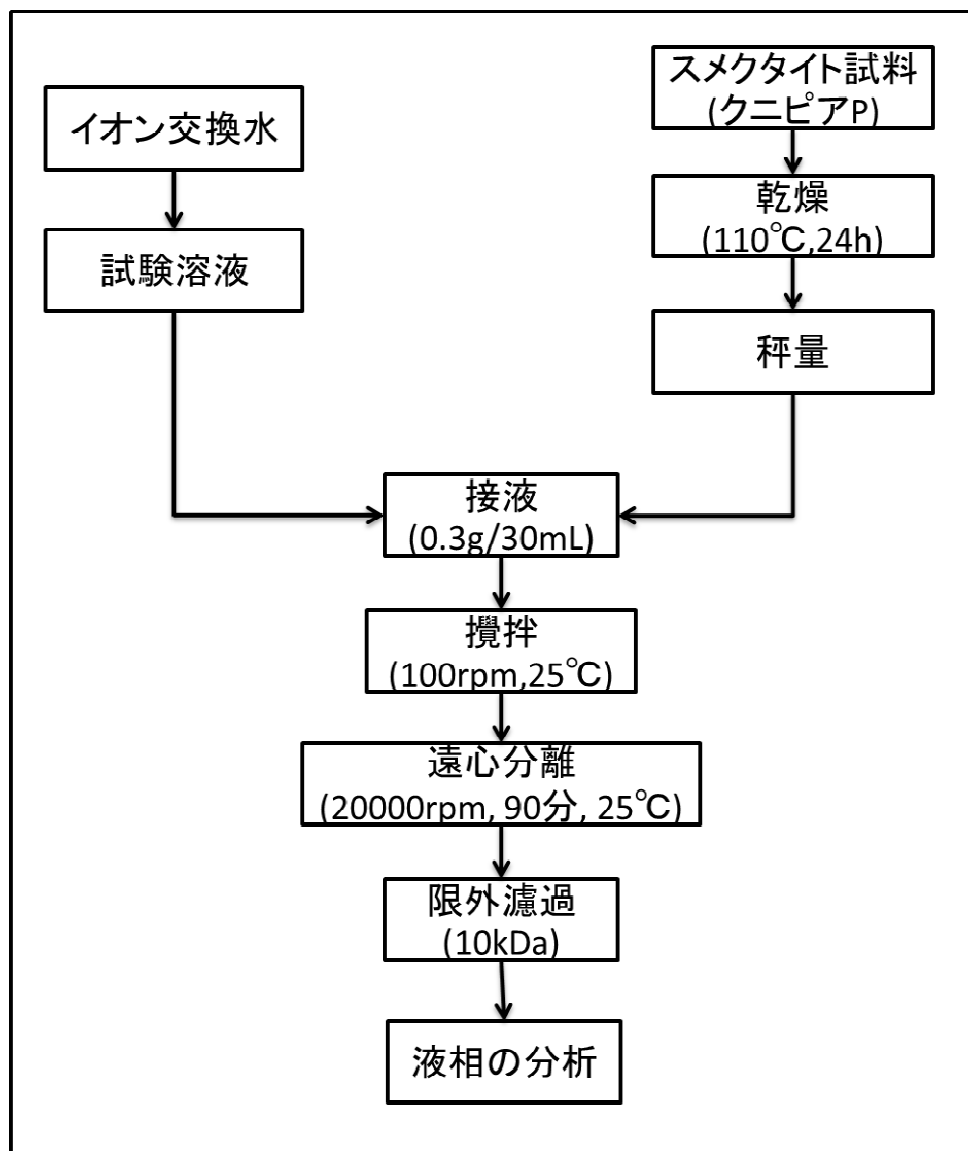 イオン交換水
試験溶液
スメクタイト試料
(クニピアP)
乾燥
(110℃,24h)
秤量
接液
(0.3g/30mL)
攪拌
(100rpm,25℃)
遠心分離
(20000rpm, 90分, 25℃)
限外濾過
(10kDa)
液相の分析